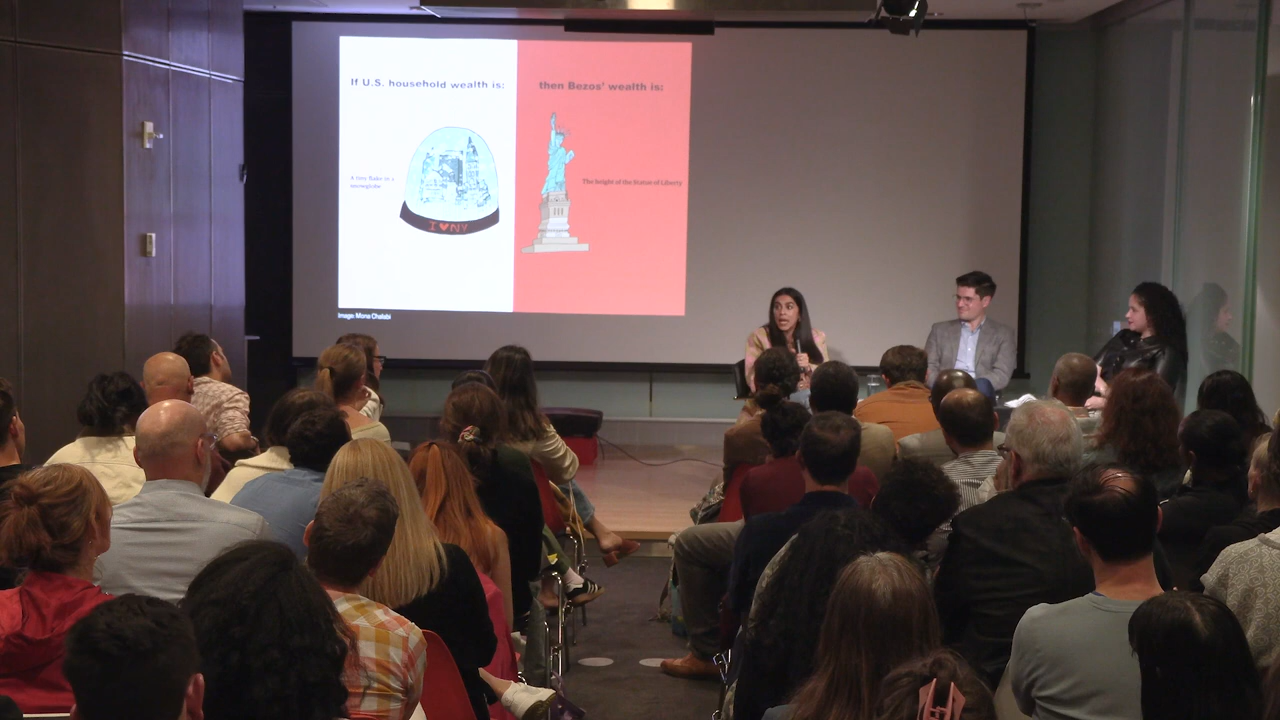 If U.S. household wealth is:
then Bezos' wealth is:
A tiny flake in a
snowglobe
The height of the Statue of Liberty
I ♥ NY
Image: Mona Chalabi